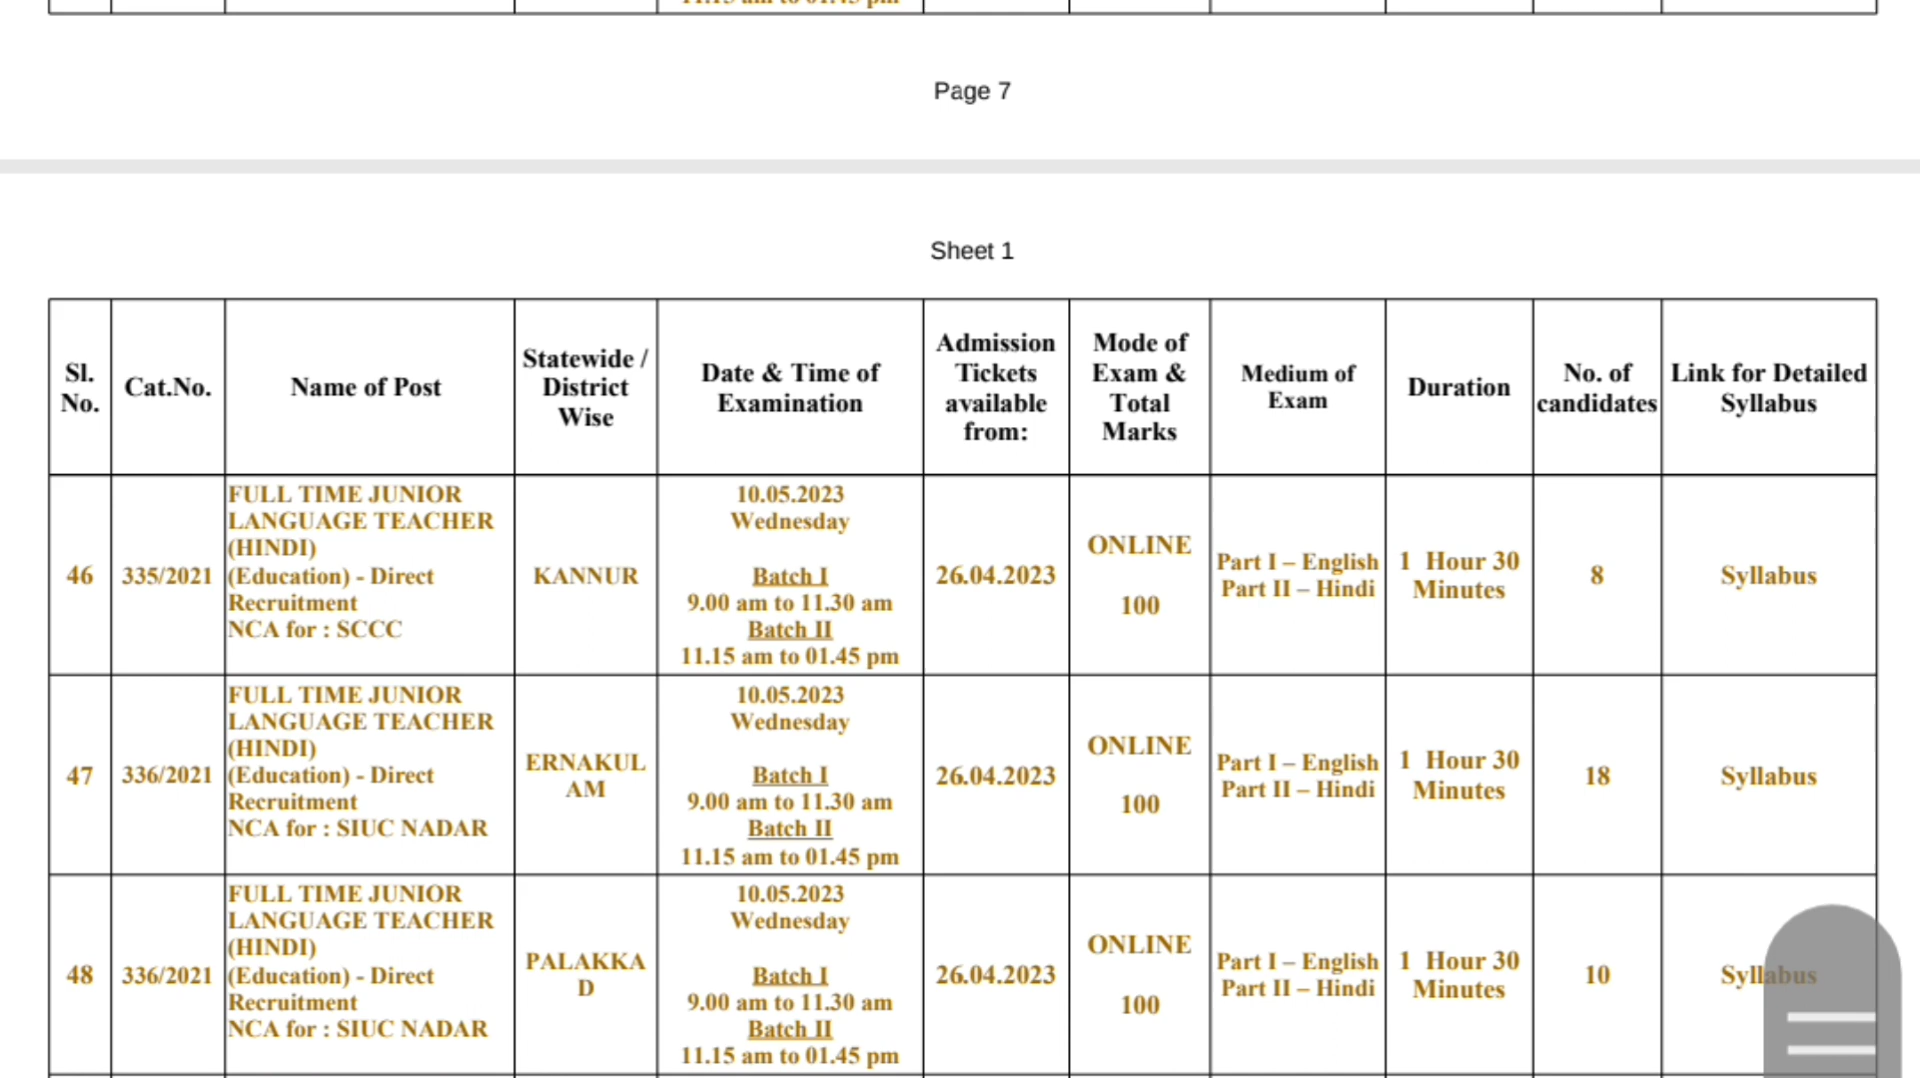 11.15 am to 01.45 pm
Page 7
Sheet 1
Sl. No.
Cat.No.
Name of Post
Statewide /
District
Wise
Date & Time of
Examination
Admission
Tickets
available
from:
Mode of
Exam &
Total
Marks
Medium of
Exam
Duration
No. of
candidates
Link for Detailed
Syllabus
46
335/2021
FULL TIME JUNIOR
LANGUAGE TEACHER
(HINDI)
(Education) - Direct
Recruitment
NCA for : SCCC
KANNUR
10.05.2023
Wednesday
Batch I
9.00 am to 11.30 am
Batch II
11.15 am to 01.45 pm
26.04.2023
ONLINE
100
Part I – English
Part II – Hindi
1 Hour 30
Minutes
8
Syllabus
47
336/2021
FULL TIME JUNIOR
LANGUAGE TEACHER
(HINDI)
(Education) - Direct
Recruitment
NCA for : SIUC NADAR
ERNAKUL
AM
10.05.2023
Wednesday
Batch I
9.00 am to 11.30 am
Batch II
11.15 am to 01.45 pm
26.04.2023
ONLINE
100
Part I – English
Part II – Hindi
1 Hour 30
Minutes
18
Syllabus
48
336/2021
FULL TIME JUNIOR
LANGUAGE TEACHER
(HINDI)
(Education) - Direct
Recruitment
NCA for : SIUC NADAR
PALAKKA
D
10.05.2023
Wednesday
Batch I
9.00 am to 11.30 am
Batch II
11.15 am to 01.45 pm
26.04.2023
ONLINE
100
Part I – English
Part II – Hindi
1 Hour 30
Minutes
10
Syllabus